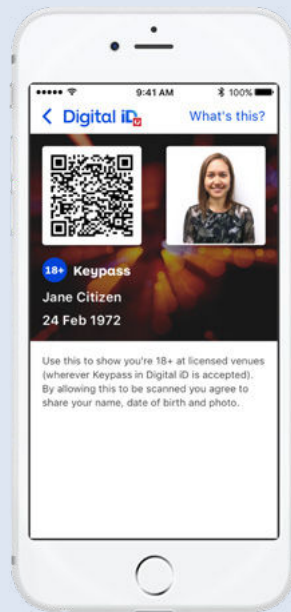 9:41 AM
100%
Digital iD
What's this?
18+ Keypass
Jane Citizen
24 Feb 1972
Use this to show you're 18+ at licensed venues
(wherever Keypass in Digital iD is accepted).
By allowing this to be scanned you agree to
share your name, date of birth and photo.